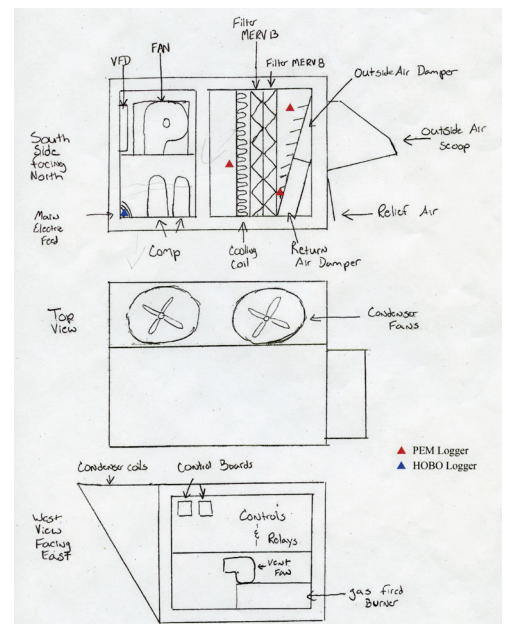 Filter
MERV 13
FAN
VFD
Filter MERV 8
Outside Air Damper
South
Side
facing
North
Outside Air
Scoop
Main
Electric
Feed
Relief Air
Comp
Cooling
Coil
Return
Air Damper
Top
View
Condenser
Fans
PEM Logger
HOBO Logger
Condenser coils
Control Boards
West
View
Facing
East
Controls
&
Relays
Vent
Fan
gas fired
Burner